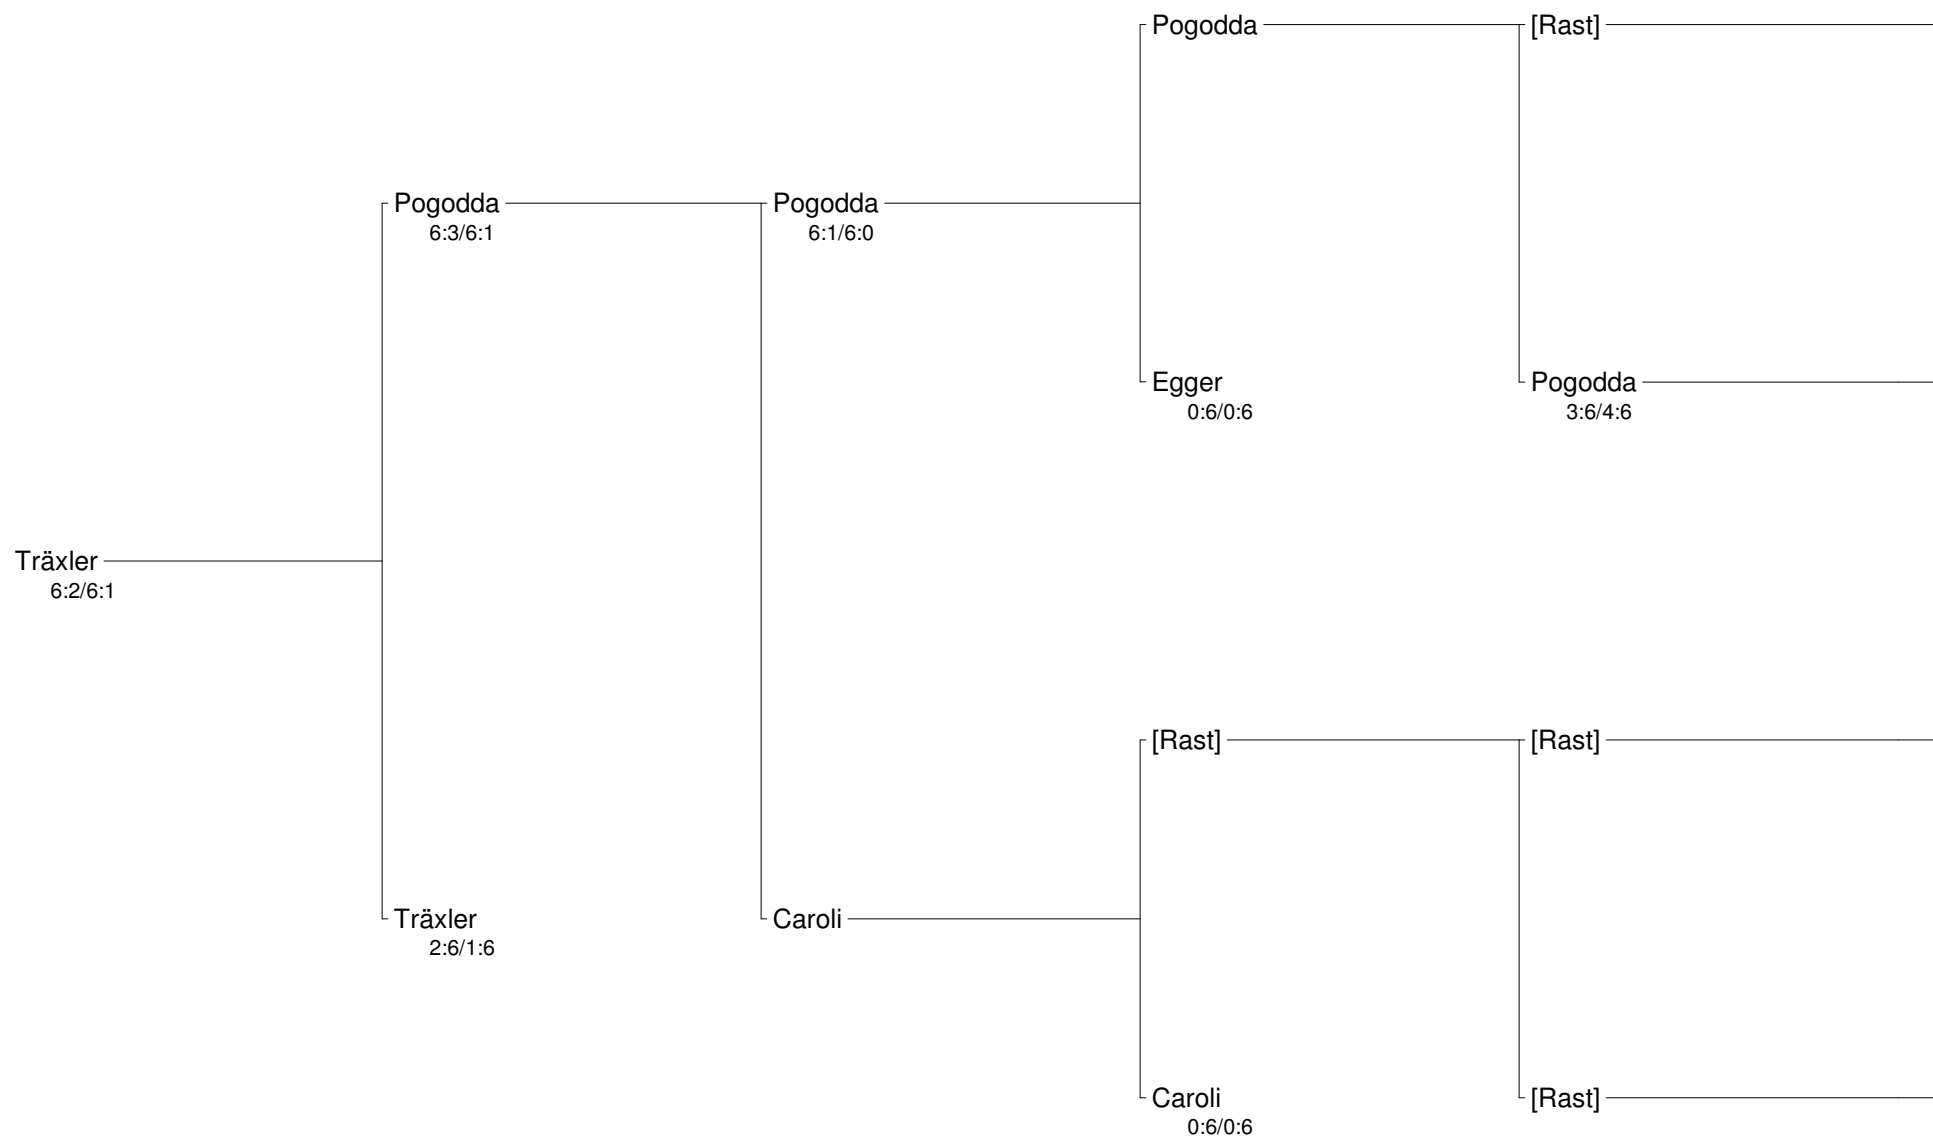 Pogodda
[Rast]
Pogodda
6:3/6:1
Pogodda
6:1/6:0
Egger
0:6/0:6
Pogodda
3:6/4:6
Träxler
6:2/6:1
[Rast]
[Rast]
Träxler
2:6/1:6
Caroli
Caroli
0:6/0:6
[Rast]